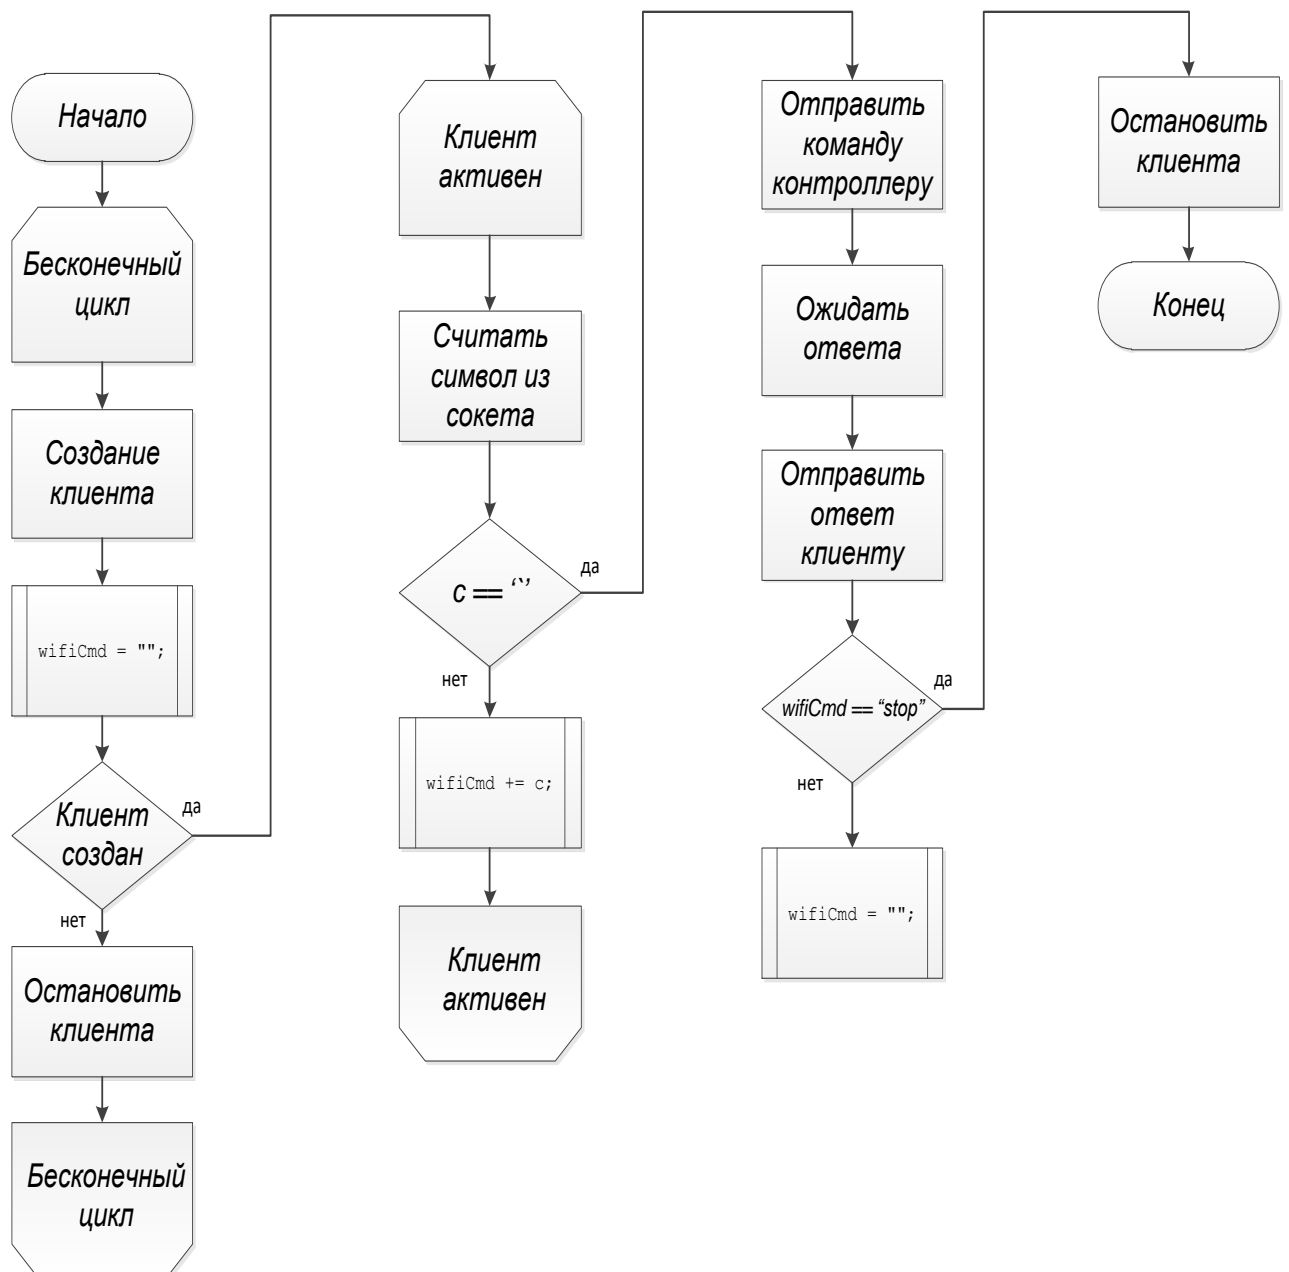 Начало
Бесконечный
цикл
Создание
клиента
wifiCmd = "";
Клиент
создан
да
нет
Остановить
клиента
Бесконечный
цикл
Клиент
активен
Считать
символ из
сокета
c == ‘`’
да
нет
wifiCmd += c;
Клиент
активен
Отправить
команду
контроллеру
Ожидать
ответа
Отправить
ответ
клиенту
wifiCmd == “stop”
да
нет
wifiCmd = "";
Остановить
клиента
Конец